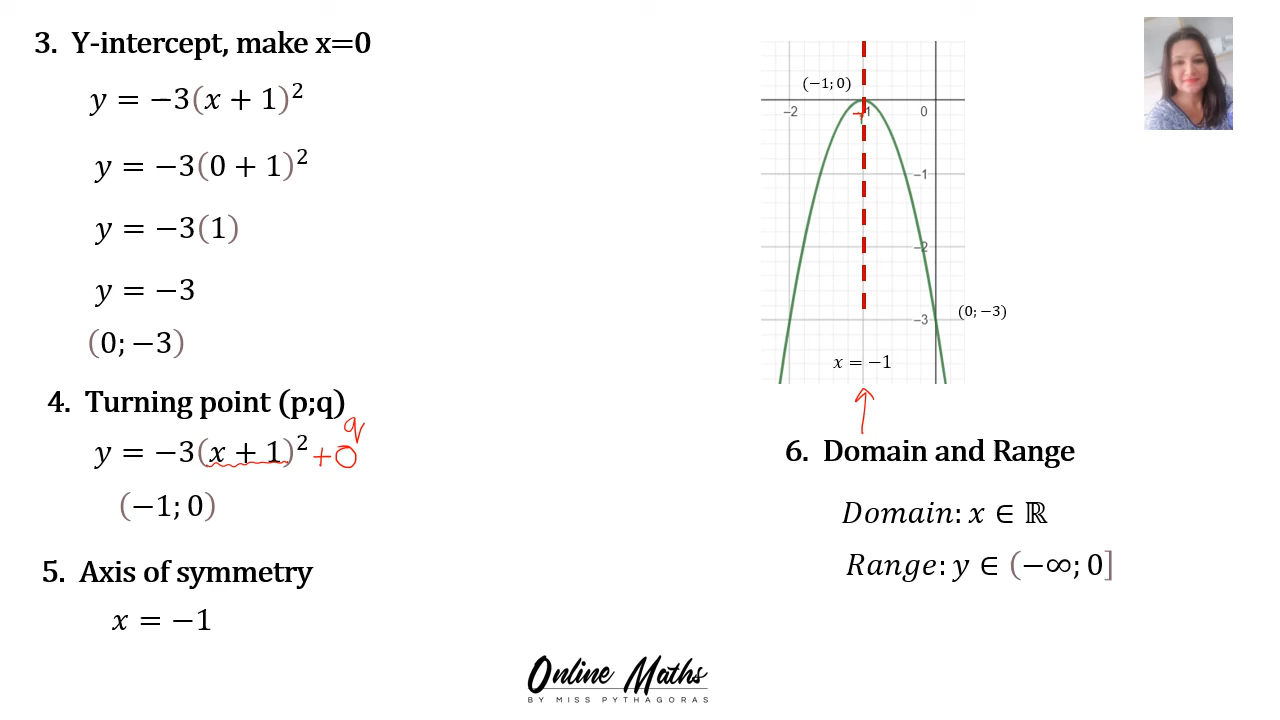 3. Y-intercept, make x=0
y = −3(x + 1)²
y = −3(0 + 1)²
y = −3(1)
y = −3
(0; −3)
4. Turning point (p;q)
q
y = −3(x + 1)² +0
(−1; 0)
5. Axis of symmetry
x = −1
(−1; 0)
−2 −1 0
−1
−2
−3
(0; −3)
x = −1
6. Domain and Range
Domain: x ∈ ℝ
Range: y ∈ (−∞; 0]
Online Maths
BY MISS PYTHAGORAS